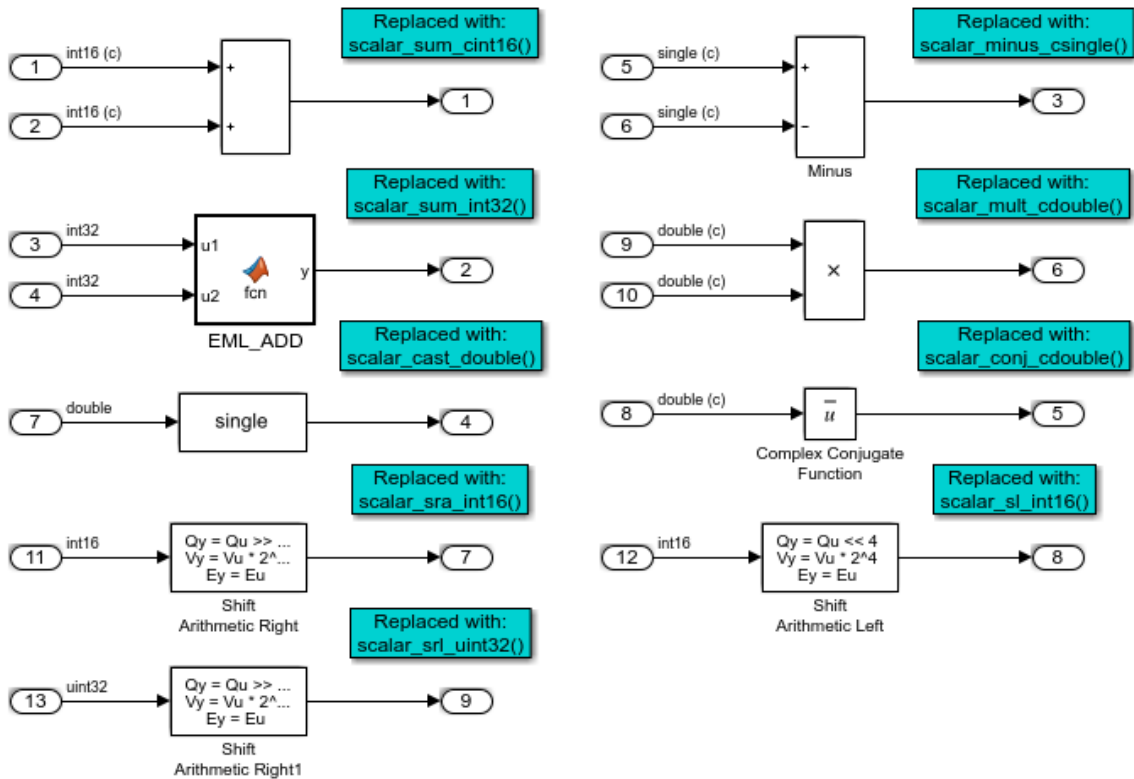 Replaced with:
scalar_sum_cint16()
1
int16 (c)
+
2
int16 (c)
+
1
Replaced with:
scalar_minus_csingle()
5
single (c)
+
6
single (c)
−
3
Minus
Replaced with:
scalar_sum_int32()
3
int32
u1
4
int32
u2
fcn
y
2
EML_ADD
Replaced with:
scalar_mult_cdouble()
9
double (c)
10
double (c)
×
6
Replaced with:
scalar_cast_double()
7
double
single
4
Replaced with:
scalar_conj_cdouble()
8
double (c)
u̅
5
Complex Conjugate
Function
Replaced with:
scalar_sra_int16()
11
int16
Qy = Qu >> ...
Vy = Vu * 2^...
Ey = Eu
7
Shift
Arithmetic Right
Replaced with:
scalar_sl_int16()
12
int16
Qy = Qu << 4
Vy = Vu * 2^4
Ey = Eu
8
Shift
Arithmetic Left
Replaced with:
scalar_srl_uint32()
13
uint32
Qy = Qu >> ...
Vy = Vu * 2^...
Ey = Eu
9
Shift
Arithmetic Right1